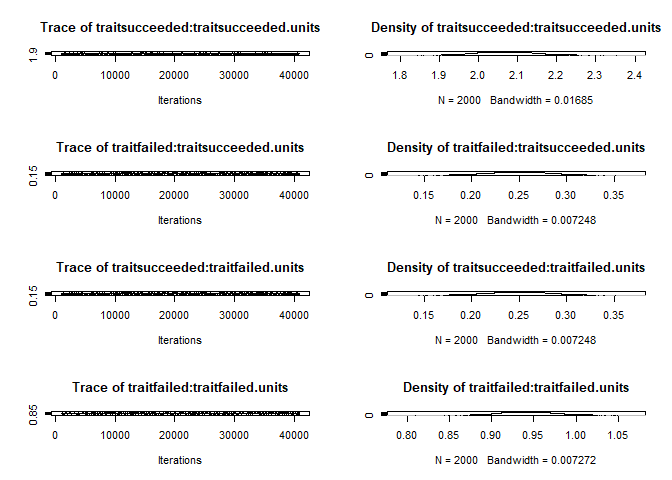 Trace of traitsucceeded:traitsucceeded.units
1.9
0 10000 20000 30000 40000
Iterations
Density of traitsucceeded:traitsucceeded.units
0
1.8 1.9 2.0 2.1 2.2 2.3 2.4
N = 2000 Bandwidth = 0.01685
Trace of traitfailed:traitsucceeded.units
0.15
0 10000 20000 30000 40000
Iterations
Density of traitfailed:traitsucceeded.units
0
0.15 0.20 0.25 0.30 0.35
N = 2000 Bandwidth = 0.007248
Trace of traitsucceeded:traitfailed.units
0.15
0 10000 20000 30000 40000
Iterations
Density of traitsucceeded:traitfailed.units
0
0.15 0.20 0.25 0.30 0.35
N = 2000 Bandwidth = 0.007248
Trace of traitfailed:traitfailed.units
0.85
0 10000 20000 30000 40000
Iterations
Density of traitfailed:traitfailed.units
0
0.80 0.85 0.90 0.95 1.00 1.05
N = 2000 Bandwidth = 0.007272